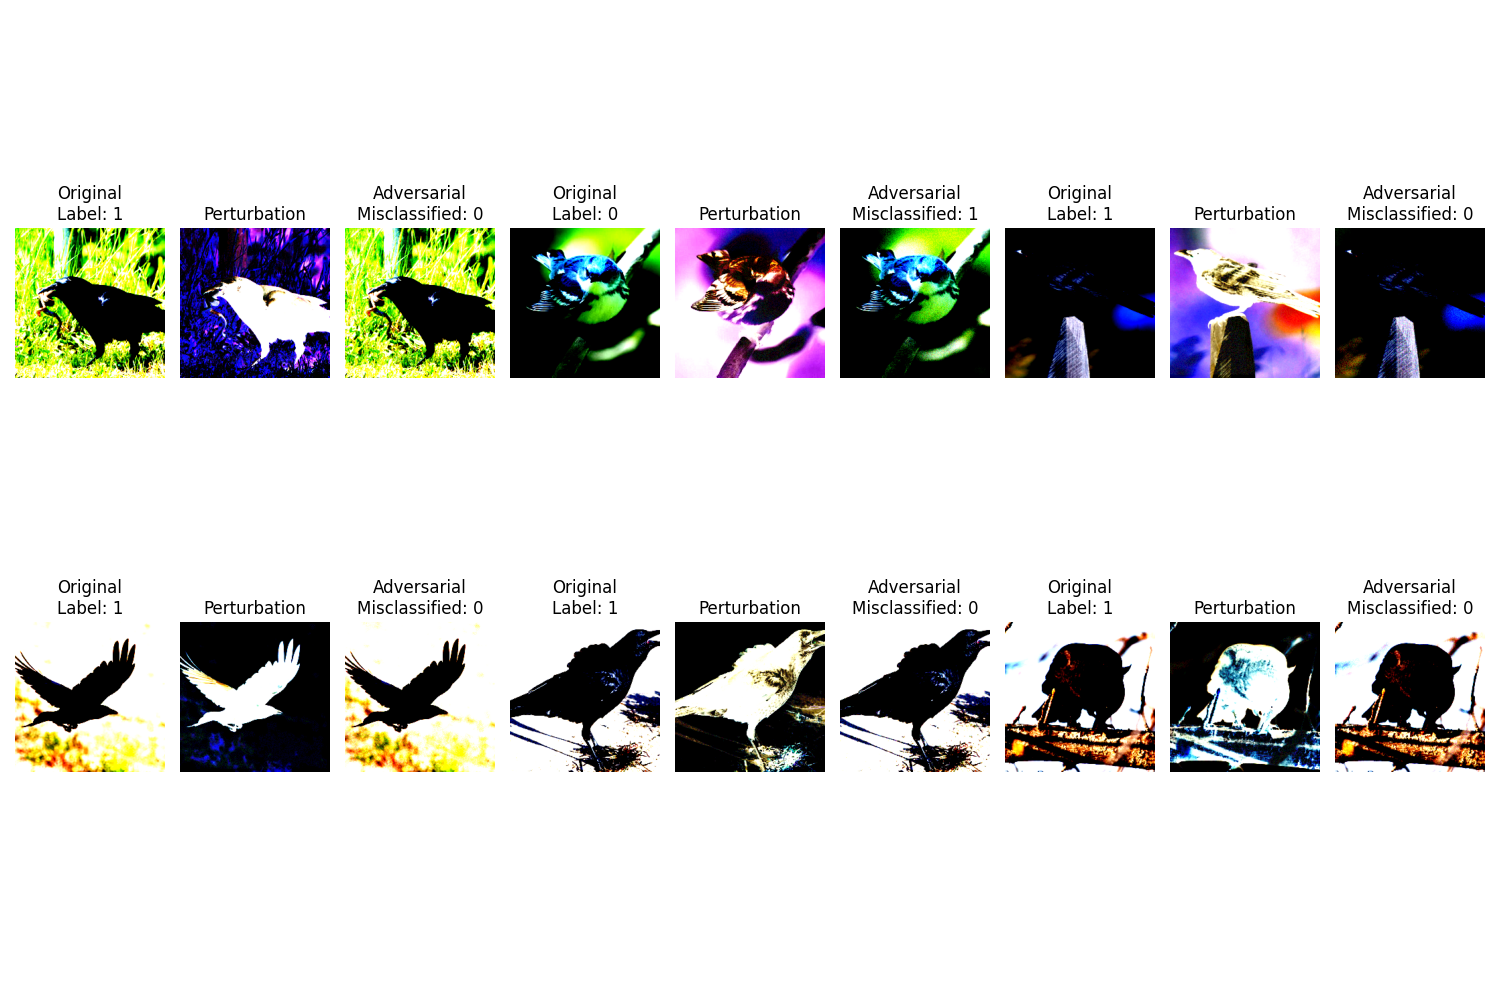 Original
Label: 1
Perturbation
Adversarial
Misclassified: 0
Original
Label: 0
Perturbation
Adversarial
Misclassified: 1
Original
Label: 1
Perturbation
Adversarial
Misclassified: 0
Original
Label: 1
Perturbation
Adversarial
Misclassified: 0
Original
Label: 1
Perturbation
Adversarial
Misclassified: 0
Original
Label: 1
Perturbation
Adversarial
Misclassified: 0